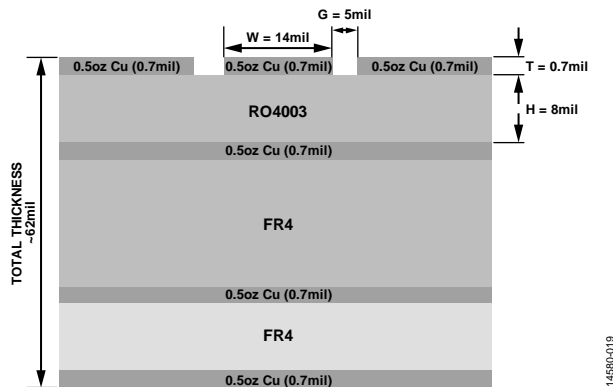 G = 5mil
W = 14mil
0.5oz Cu (0.7mil)
0.5oz Cu (0.7mil)
0.5oz Cu (0.7mil)
T = 0.7mil
RO4003
H = 8mil
0.5oz Cu (0.7mil)
TOTAL THICKNESS
~62mil
FR4
0.5oz Cu (0.7mil)
FR4
0.5oz Cu (0.7mil)
14580-019